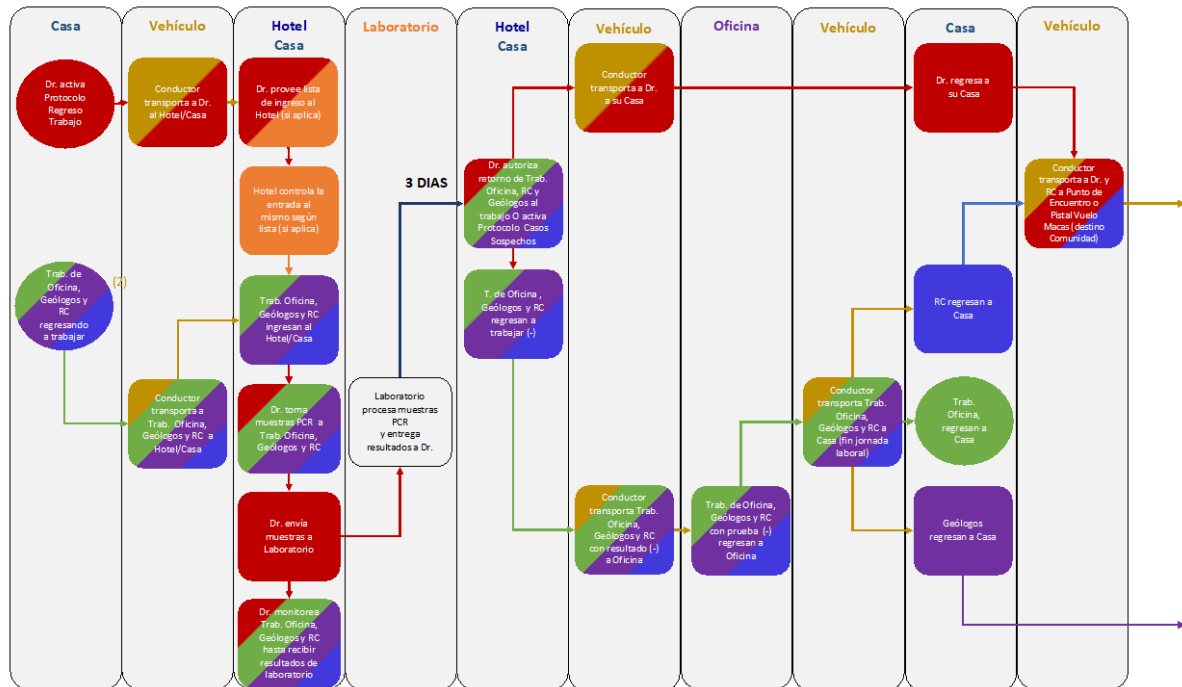 Casa
Vehículo
Hotel
Casa
Laboratorio
Hotel
Casa
Vehículo
Oficina
Vehículo
Casa
Vehículo
Dr. activa
Protocolo
Regreso
Trabajo
Conductor
transporta a Dr.
al Hotel/Casa
Dr. provee lista
de ingreso al
Hotel (si aplica)
Hotel controla la
entrada al
mismo según
lista (si aplica)
Trab. de
Oficina,
Geólogos y
RC
regresando
a trabajar
(2)
Conductor
transporta a
Trab. Oficina,
Geólogos y RC a
Hotel/Casa
Trab. Oficina,
Geólogos y RC
ingresan al
Hotel/Casa
Dr. toma
muestras PCR a
Trab. Oficina,
Geólogos y RC
Dr. envía
muestras a
Laboratorio
Dr. monitorea
Trab. Oficina,
Geólogos y RC
hasta recibir
resultados de
laboratorio
Laboratorio
procesa muestras
PCR
y entrega
resultados a Dr.
3 DIAS
Dr. autoriza
retorno de Trab.
Oficina, RC y
Geólogos al
trabajo O activa
Protocolo Casos
Sospechos
T. de Oficina ,
Geólogos y RC
regresan a
trabajar (-)
Conductor
transporta a Dr.
a su Casa
Conductor
transporta Trab.
Oficina,
Geólogos y RC
con resultado (-)
a Oficina
Trab. de Oficina,
Geólogos y RC
con prueba (-)
regresan a
Oficina
Conductor
transporta Trab.
Oficina,
Geólogos y RC a
Casa (fin jornada
laboral)
Dr. regresa a
su Casa
RC regresan a
Casa
Trab.
Oficina,
regresan a
Casa
Geólogos
regresan a Casa
Conductor
transporta a Dr. y
RC a Punto de
Encuentro o
Pistal Vuelo
Macas (destino
Comunidad)